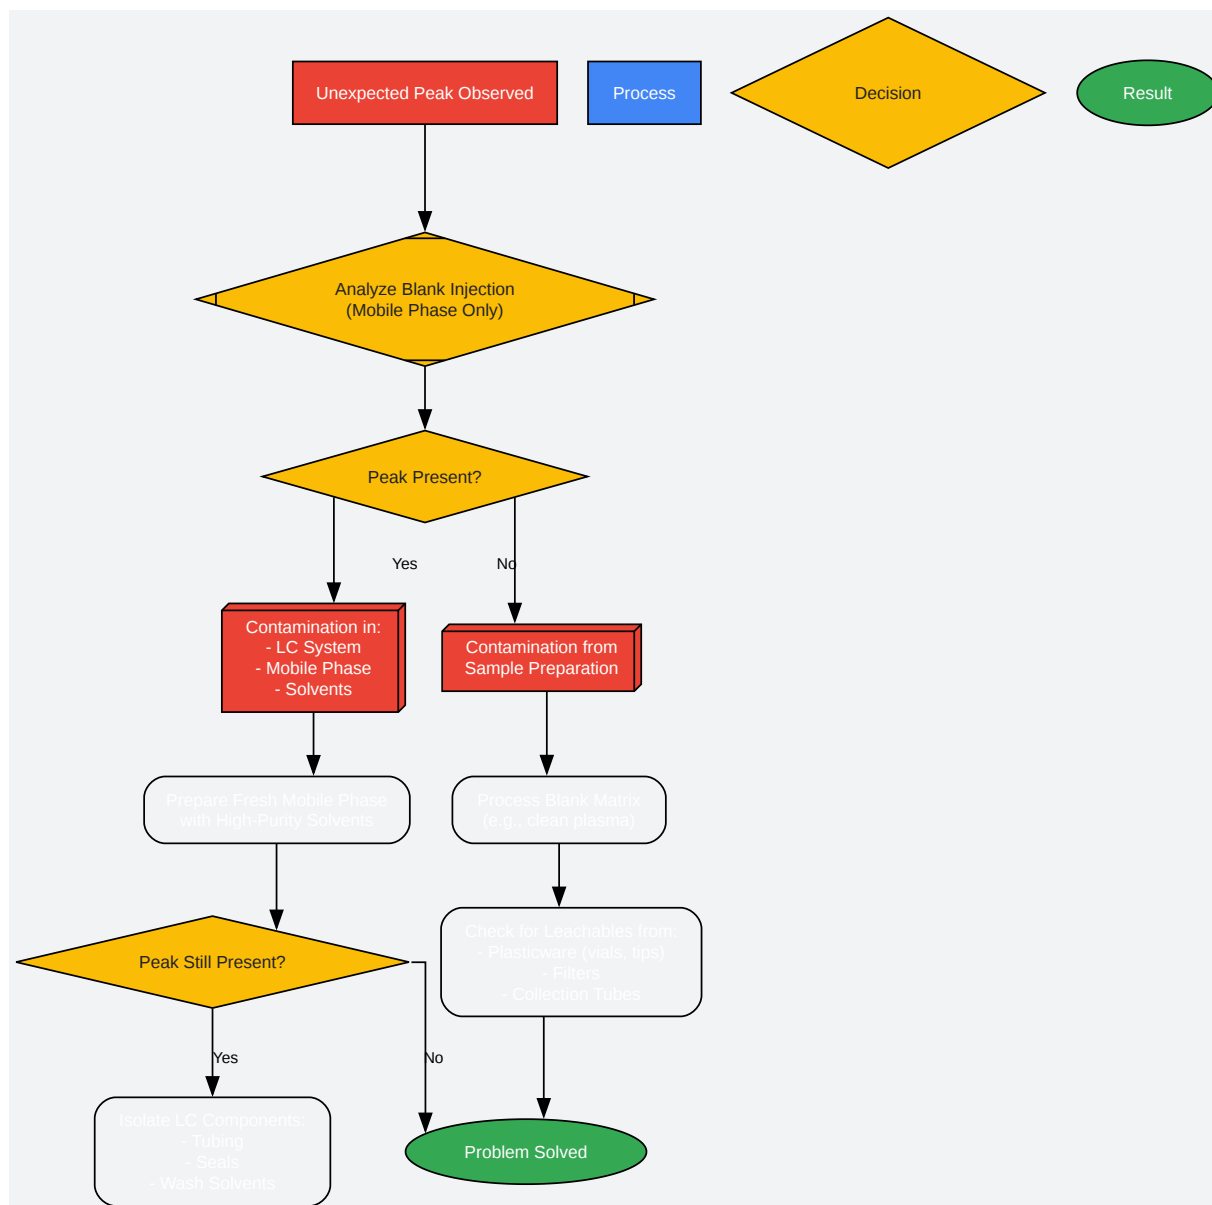 Unexpected Peak Observed
Process
Decision
Result
Analyze Blank Injection
(Mobile Phase Only)
Peak Present?
Yes
No
Contamination in:
- LC System
- Mobile Phase
- Solvents
Contamination from
Sample Preparation
Prepare Fresh Mobile Phase
with High-Purity Solvents
Process Blank Matrix
(e.g., clean plasma)
Check for Leachables from:
- Plasticware (vials, tips)
- Filters
- Collection Tubes
Peak Still Present?
Yes
No
Isolate LC Components:
- Tubing
- Seals
- Wash Solvents
Problem Solved